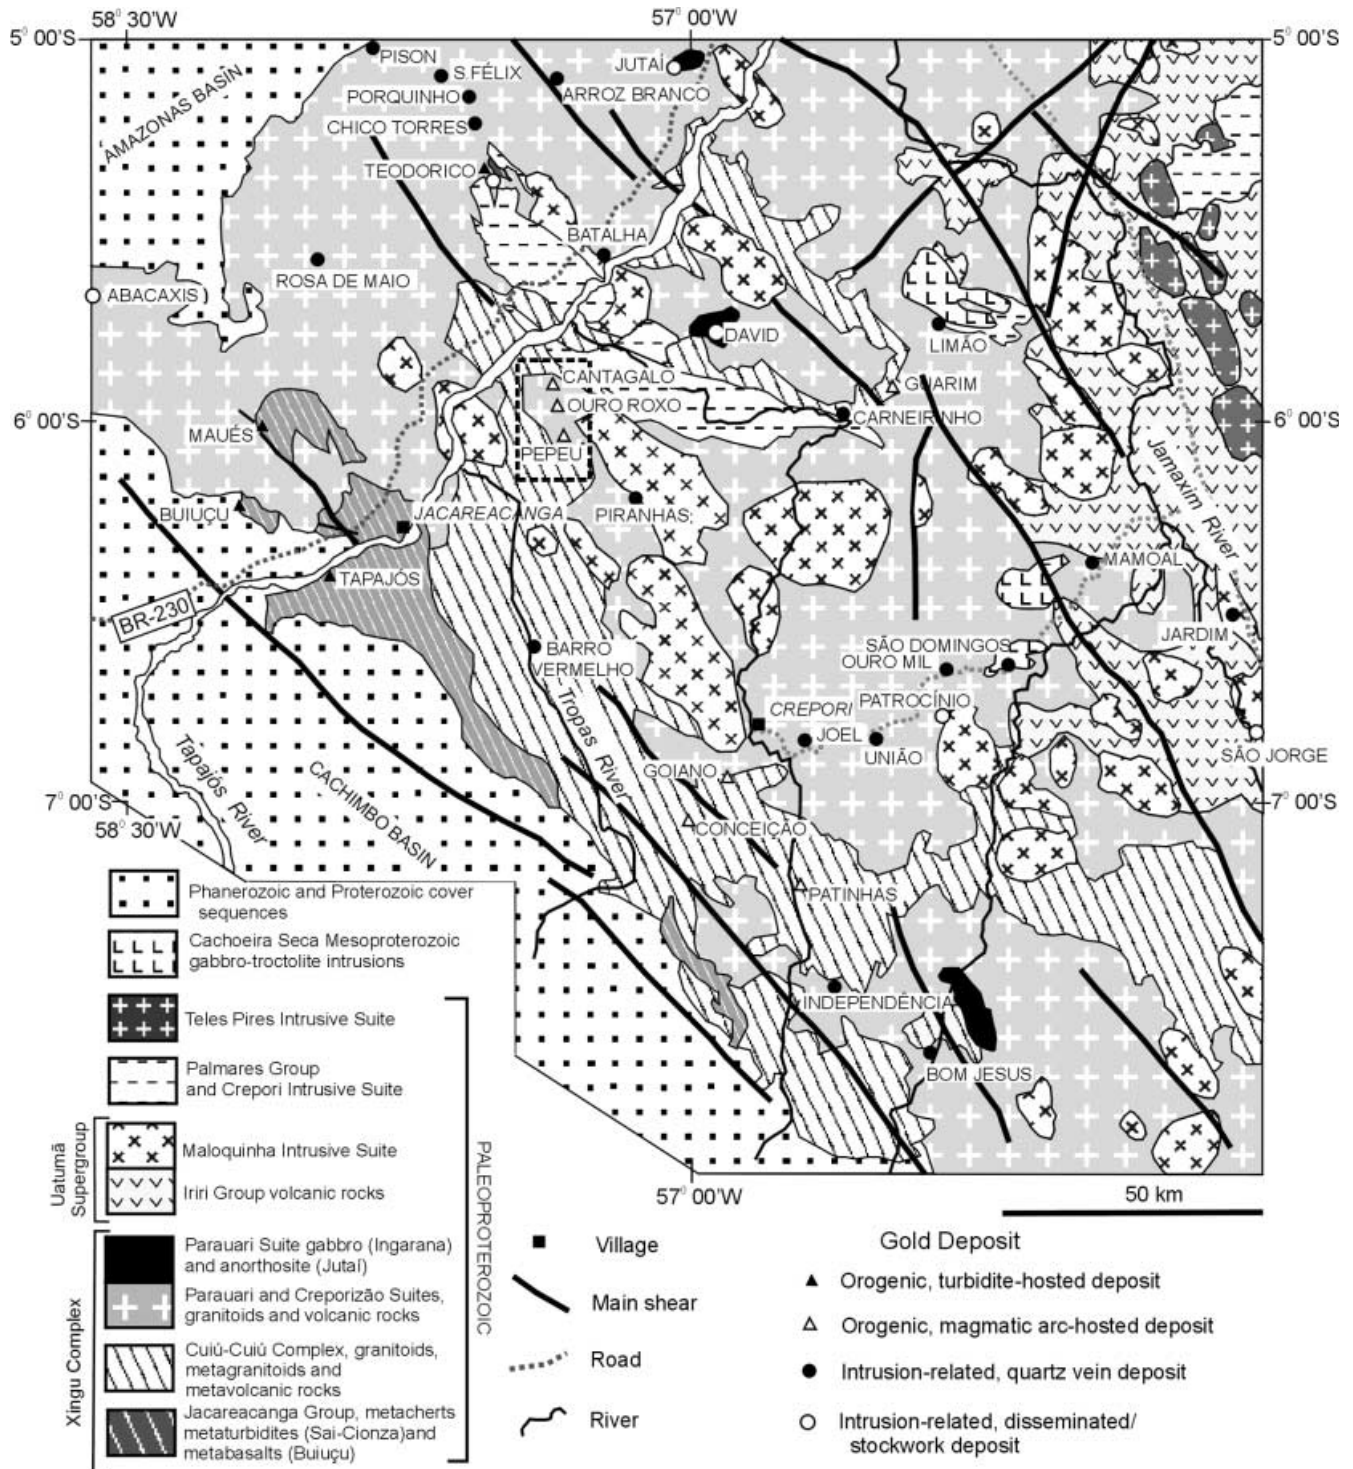 58° 30'W
57° 00'W
5° 00'S
5° 00'S
PISON
S.FÉLIX
JUTAÍ
PORQUINHO
ARROZ BRANCO
AMAZONAS BASIN
CHICO TORRES
TEODORICO
BATALHA
ROSA DE MAIO
ABACAXIS
DAVID
LIMÃO
CANTAGALO
GUARIM
OURO ROXO
CARNEIRINHO
6° 00'S
6° 00'S
MAUÉS
PEPEU
Jamaxim River
BUIUÇU
JACAREACANGA
PIRANHAS
MAMOAL
TAPAJÓS
BR-230
JARDIM
BARRO
VERMELHO
SÃO DOMINGOS
OURO MIL
PATROCÍNIO
CREPORI
JOEL
UNIÃO
Tropas River
SÃO JORGE
GOIANO
Tapajós River
CACHIMBO BASIN
7° 00'S
7° 00'S
58° 30'W
CONCEIÇÃO
PATINHAS
INDEPENDÊNCIA
BOM JESUS
57° 00'W
50 km
Phanerozoic and Proterozoic cover
sequences
Cachoeira Seca Mesoproterozoic
gabbro-troctolite intrusions
Teles Pires Intrusive Suite
Palmares Group
and Crepori Intrusive Suite
Uatumã
Supergroup
Maloquinha Intrusive Suite
Iriri Group volcanic rocks
PALEOPROTEROZOIC
Xingu Complex
Parauari Suite gabbro (Ingarana)
and anorthosite (Jutaí)
Parauari and Creporizão Suites,
granitoids and volcanic rocks
Cuiú-Cuiú Complex, granitoids,
metagranitoids and
metavolcanic rocks
Jacareacanga Group, metacherts
metaturbidites (Sai-Cionza)and
metabasalts (Buiuçu)
Village
Main shear
Road
River
Gold Deposit
Orogenic, turbidite-hosted deposit
Orogenic, magmatic arc-hosted deposit
Intrusion-related, quartz vein deposit
Intrusion-related, disseminated/
stockwork deposit